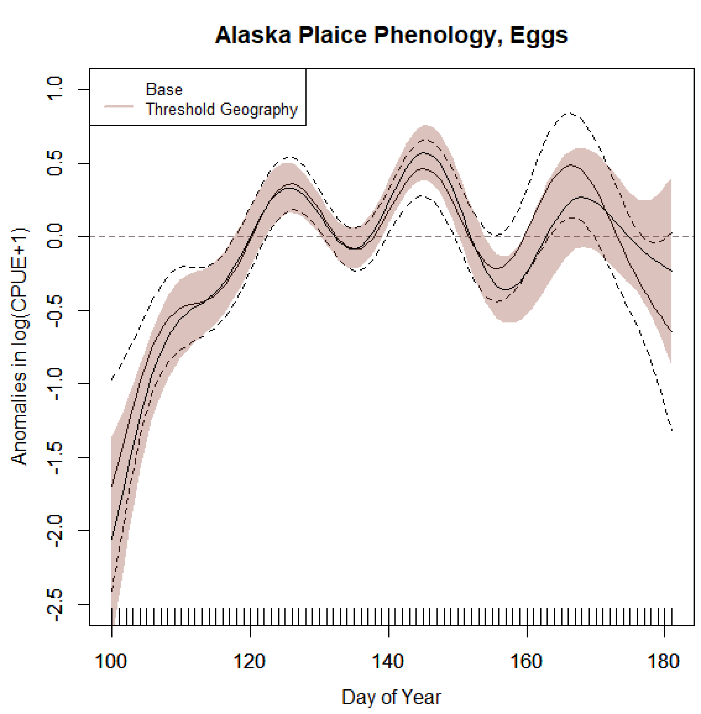 Alaska Plaice Phenology, Eggs
Base
Threshold Geography
Anomalies in log(CPUE+1)
1.0
0.5
0.0
-0.5
-1.0
-1.5
-2.0
-2.5
100 120 140 160 180
Day of Year